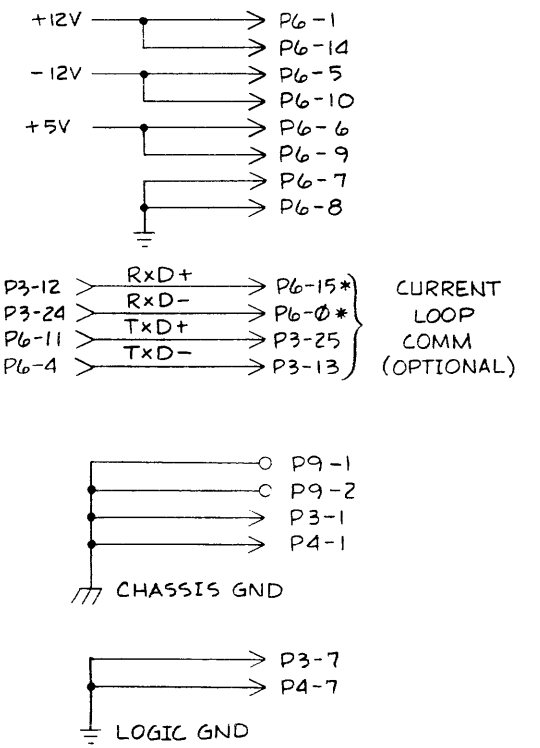 +12V P6-1
P6-14
-12V P6-5
P6-10
+5V P6-6
P6-9
P6-7
P6-8
P3-12 RxD+ P6-15*
P3-24 RxD- P6-Ø*
P6-11 TxD+ P3-25
P6-4 TxD- P3-13
CURRENT
LOOP
COMM
(OPTIONAL)
P9-1
P9-2
P3-1
P4-1
CHASSIS GND
P3-7
P4-7
LOGIC GND